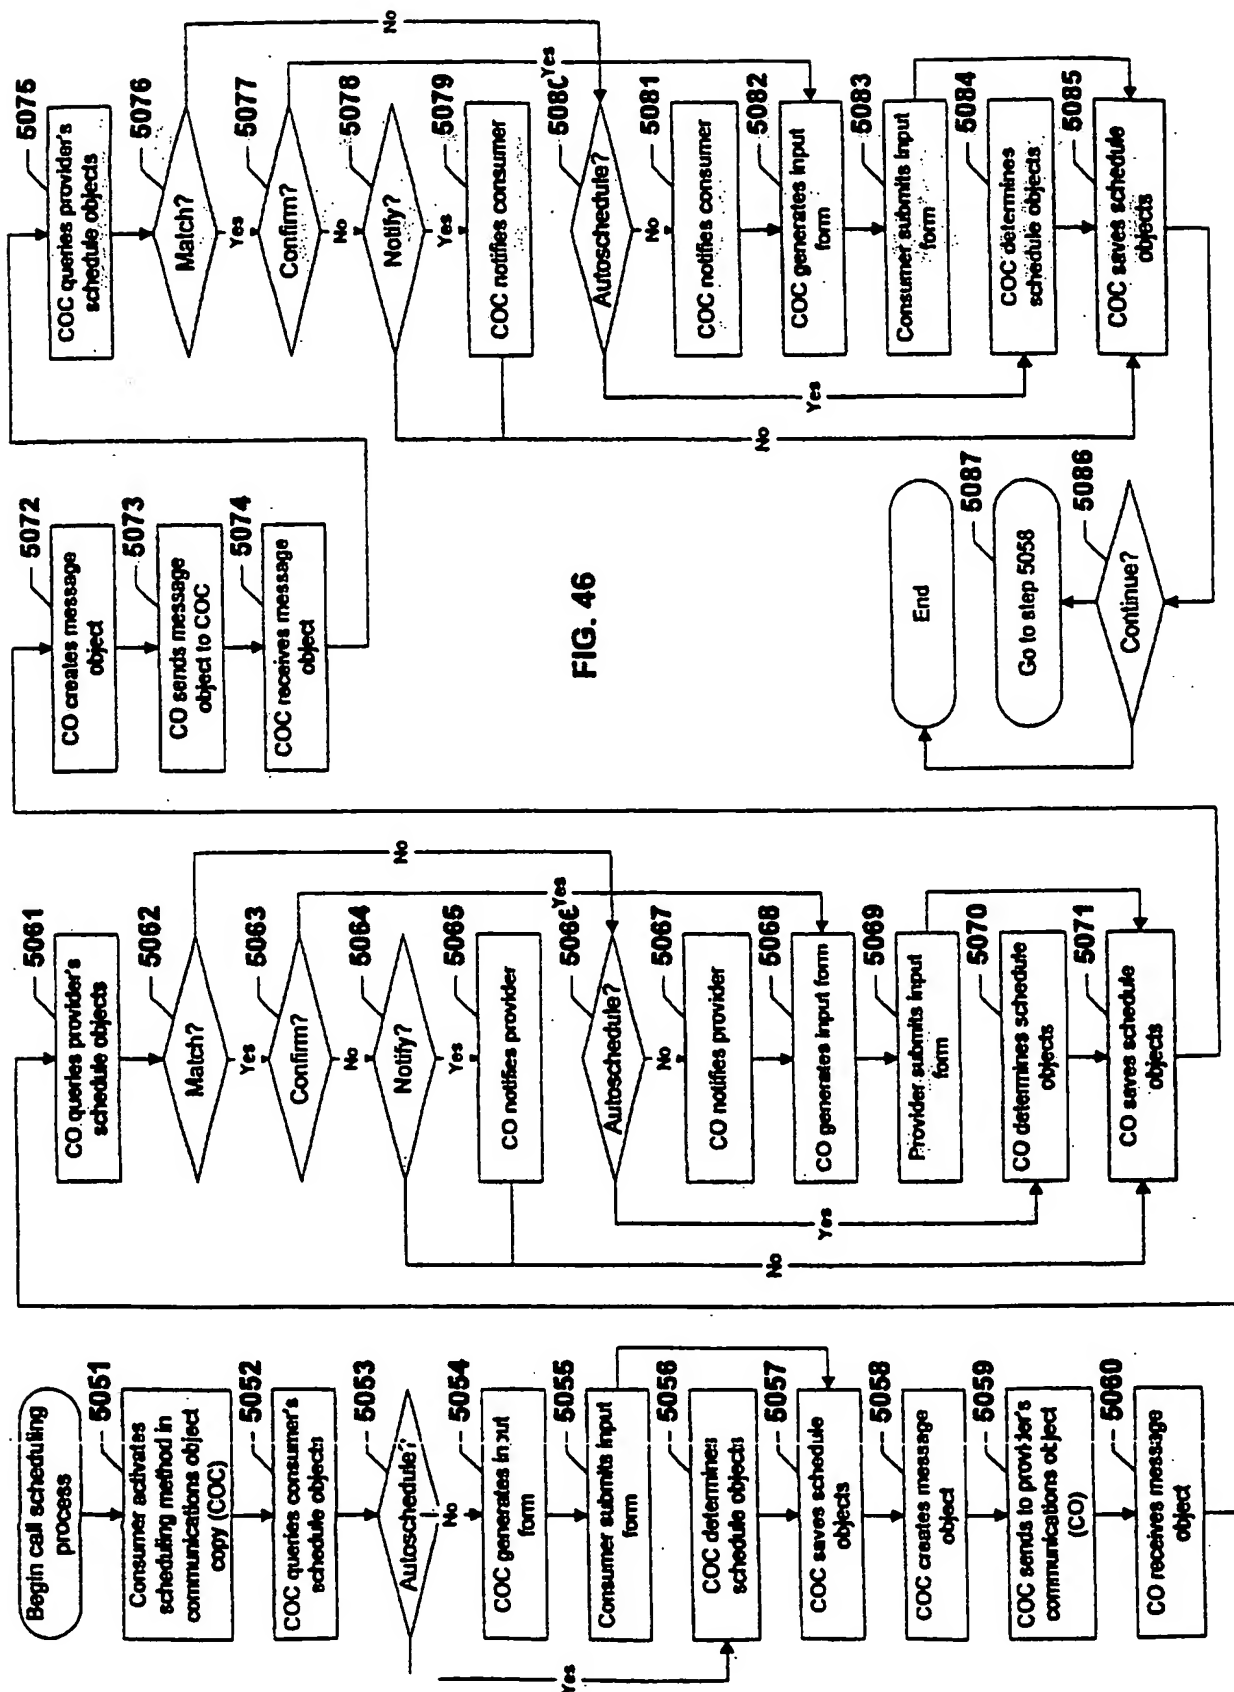 Begin call scheduling
process
5051
Consumer activates
scheduling method in
communications object
copy (COC)
5052
COC queries consumer's
schedule objects
5053
Autoschedule?
No
Yes
5054
COC generates input
form
5055
Consumer submits input
form
5056
COC determines
schedule objects
5057
COC saves schedule
objects
5058
COC creates message
object
5059
COC sends to provider's
communications object
(CO)
5060
CO receives message
object
5061
CO queries provider's
schedule objects
5062
Match?
Yes
No
5063
Confirm?
No
Yes
5064
Notify?
Yes
No
5065
CO notifies provider
5066
Autoschedule?
No
Yes
5067
CO notifies provider
5068
CO generates input form
5069
Provider submits input
form
5070
CO determines schedule
objects
5071
CO saves schedule
objects
5072
CO creates message
object
5073
CO sends message
object to COC
5074
COC receives message
object
5075
COC queries provider's
schedule objects
5076
Match?
Yes
No
5077
Confirm?
No
Yes
5078
Notify?
Yes
No
5079
COC notifies consumer
5080
Autoschedule?
No
Yes
5081
COC notifies consumer
5082
COC generates input
form
5083
Consumer submits input
form
5084
COC determines
schedule objects
5085
COC saves schedule
objects
5086
Continue?
5087
Go to step 5058
End
FIG. 46